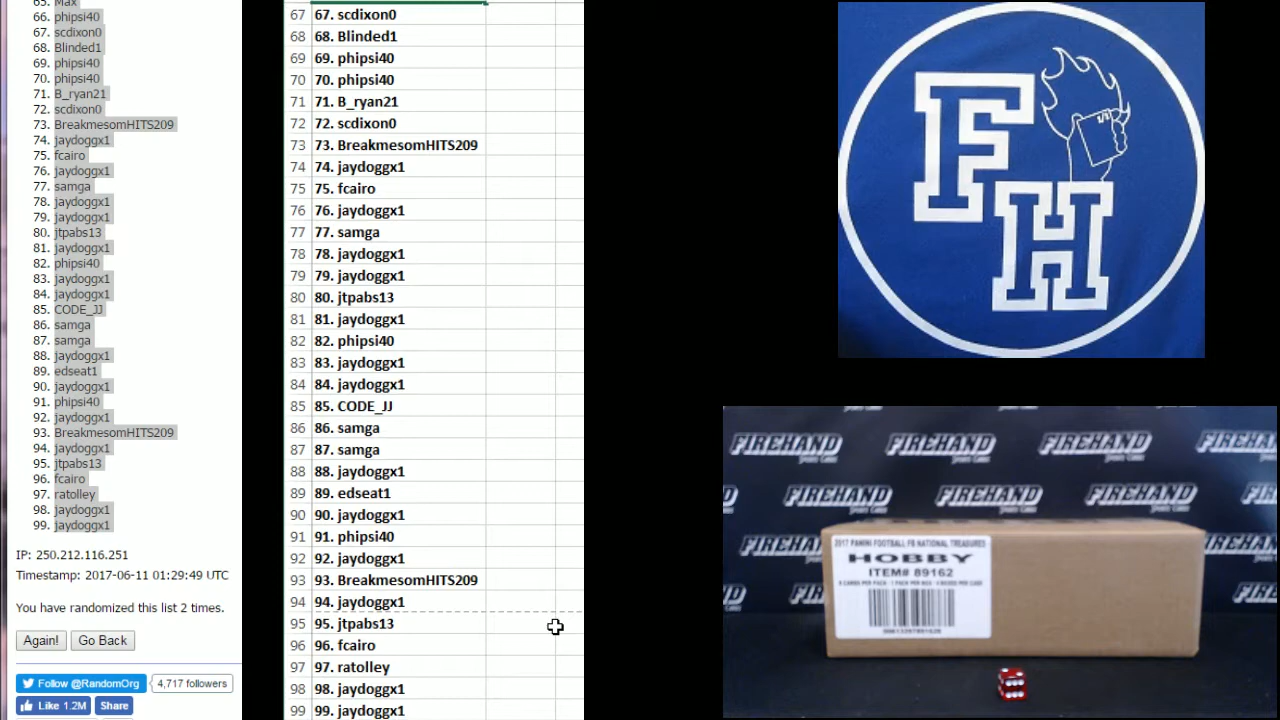 65. Max
66. phipsi40
67. scdixon0
68. Blinded1
69. phipsi40
70. phipsi40
71. B_ryan21
72. scdixon0
73. BreakmesomHITS209
74. jaydoggx1
75. fcairo
76. jaydoggx1
77. samga
78. jaydoggx1
79. jaydoggx1
80. jtpabs13
81. jaydoggx1
82. phipsi40
83. jaydoggx1
84. jaydoggx1
85. CODE_JJ
86. samga
87. samga
88. jaydoggx1
89. edseat1
90. jaydoggx1
91. phipsi40
92. jaydoggx1
93. BreakmesomHITS209
94. jaydoggx1
95. jtpabs13
96. fcairo
97. ratolley
98. jaydoggx1
99. jaydoggx1
IP: 250.212.116.251
Timestamp: 2017-06-11 01:29:49 UTC
You have randomized this list 2 times.
Again! Go Back
Follow @RandomOrg 4,717 followers
Like 1.2M Share
67 67. scdixon0
68 68. Blinded1
69 69. phipsi40
70 70. phipsi40
71 71. B_ryan21
72 72. scdixon0
73 73. BreakmesomHITS209
74 74. jaydoggx1
75 75. fcairo
76 76. jaydoggx1
77 77. samga
78 78. jaydoggx1
79 79. jaydoggx1
80 80. jtpabs13
81 81. jaydoggx1
82 82. phipsi40
83 83. jaydoggx1
84 84. jaydoggx1
85 85. CODE_JJ
86 86. samga
87 87. samga
88 88. jaydoggx1
89 89. edseat1
90 90. jaydoggx1
91 91. phipsi40
92 92. jaydoggx1
93 93. BreakmesomHITS209
94 94. jaydoggx1
95 95. jtpabs13
96 96. fcairo
97 97. ratolley
98 98. jaydoggx1
99 99. jaydoggx1
FH
FIREHAND FIREHAND FIREHAND FIREHAND
FIREHAND FIREHAND FIREHAND
2017 PANINI FOOTBALL FB NATIONAL TREASURES
HOBBY
ITEM# 89162